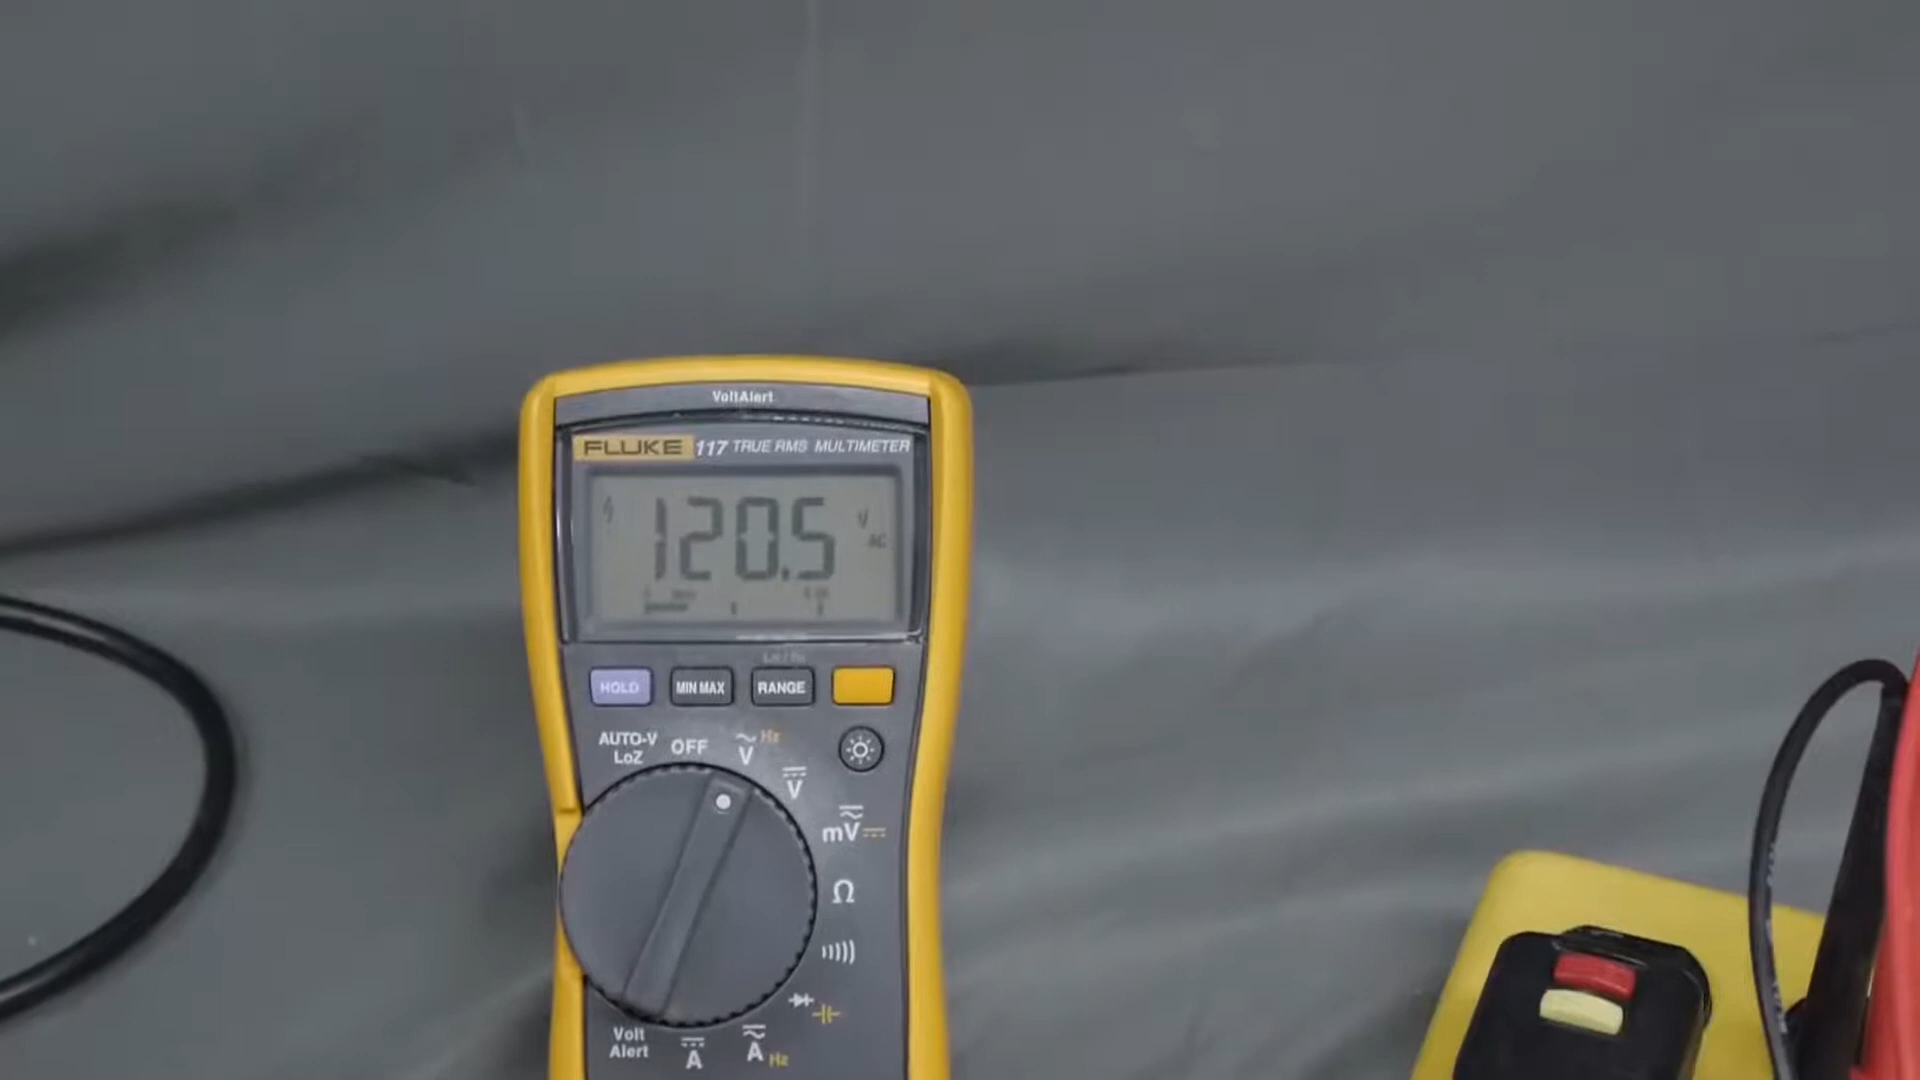 VoltAlert
FLUKE 117 TRUE RMS MULTIMETER
120.5 V
AC
HOLD MIN MAX RANGE
AUTO-V
LoZ
OFF
V Hz
V
mV
Ω
Volt
Alert
A
A Hz